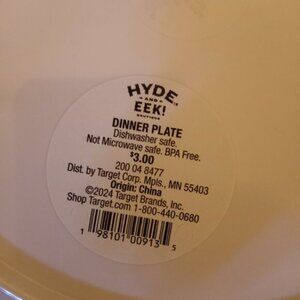 HYDE
AND
EEK!
BOUTIQUE
DINNER PLATE
Dishwasher safe.
Not Microwave safe. BPA Free.
$3.00
200 04 8477
Dist. by Target Corp. Mpls., MN 55403
Origin: China
©2024 Target Brands, Inc.
Shop Target.com 1-800-440-0680
1 98101 00913 5